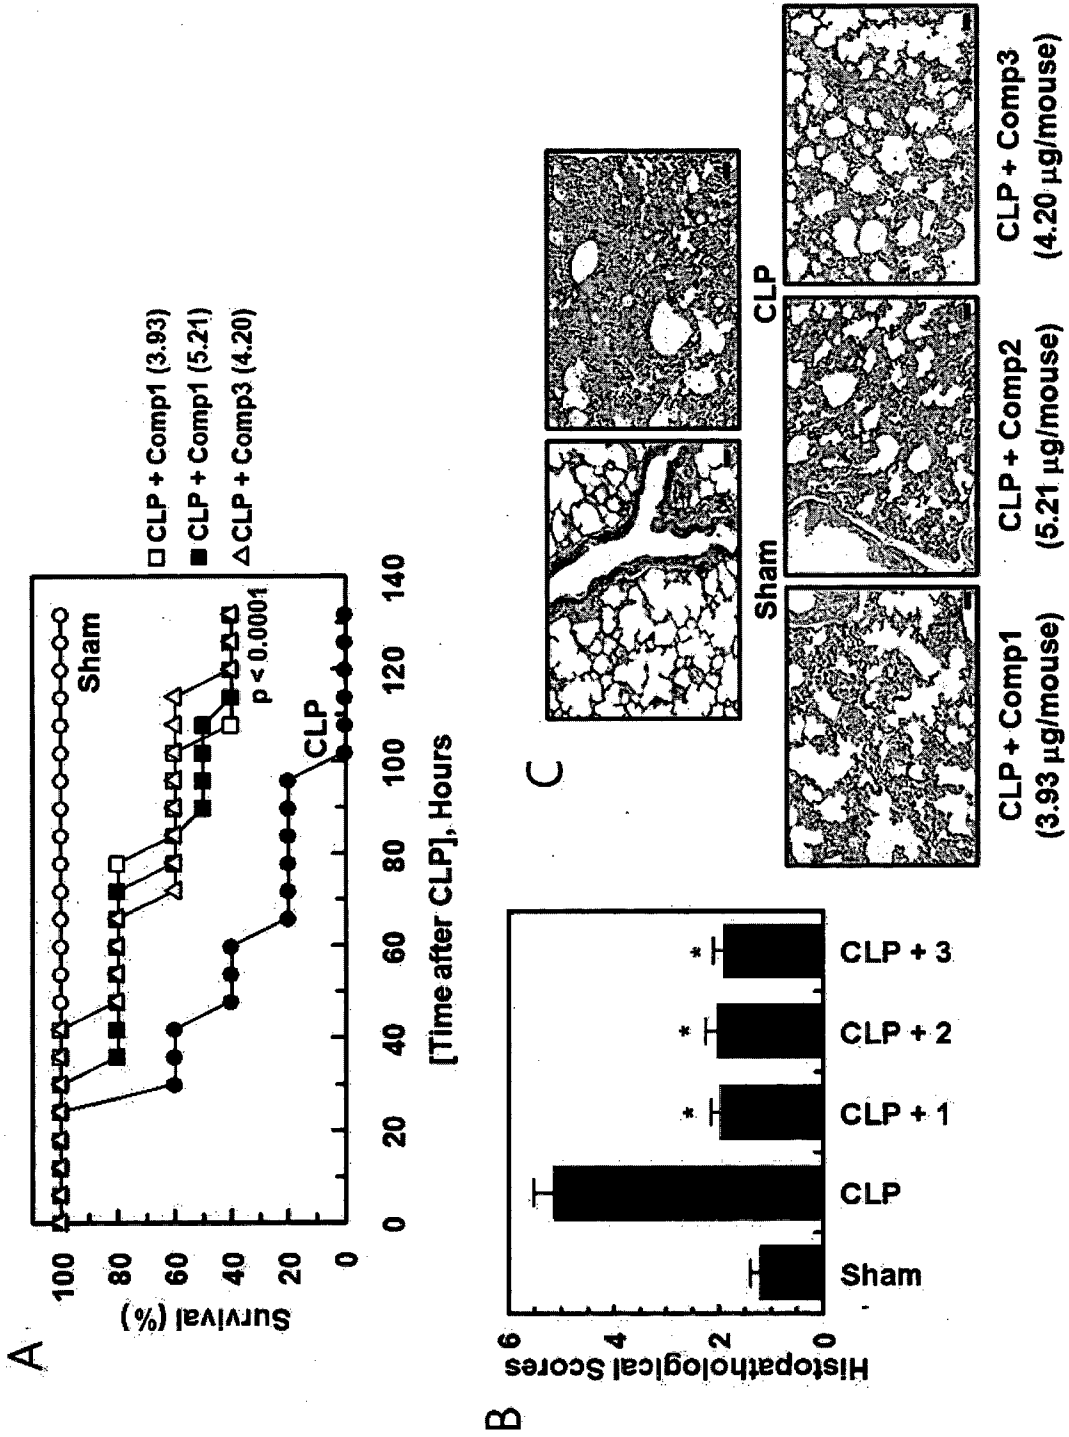 A
Survival (%)
100
80
60
40
20
0
Sham
CLP
p < 0.0001
0 20 40 60 80 100 120 140
[Time after CLP], Hours
□ CLP + Comp1 (3.93)
■ CLP + Comp1 (5.21)
△ CLP + Comp3 (4.20)
B
Histopathological Scores
6
4
2
0
* * *
Sham CLP CLP + 1 CLP + 2 CLP + 3
C
Sham CLP
CLP + Comp1
(3.93 µg/mouse)
CLP + Comp2
(5.21 µg/mouse)
CLP + Comp3
(4.20 µg/mouse)